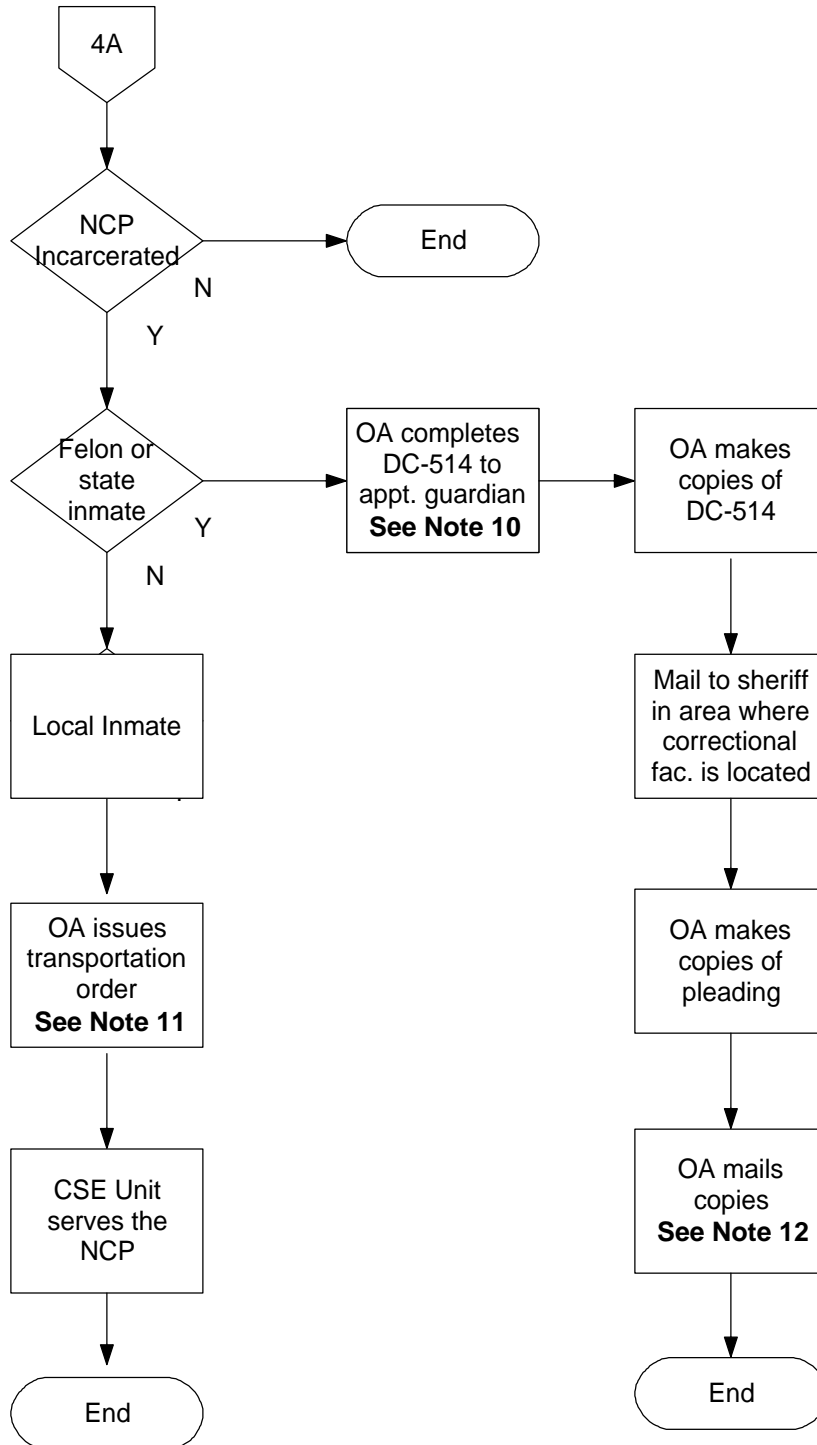 4A
NCP
Incarcerated
End
N
Y
Felon or
state
inmate
Y
N
OA completes
DC-514 to
appt. guardian
See Note 10
OA makes
copies of
DC-514
Local Inmate
Mail to sheriff
in area where
correctional
fac. is located
OA issues
transportation
order
See Note 11
OA makes
copies of
pleading
CSE Unit
serves the
NCP
OA mails
copies
See Note 12
End
End